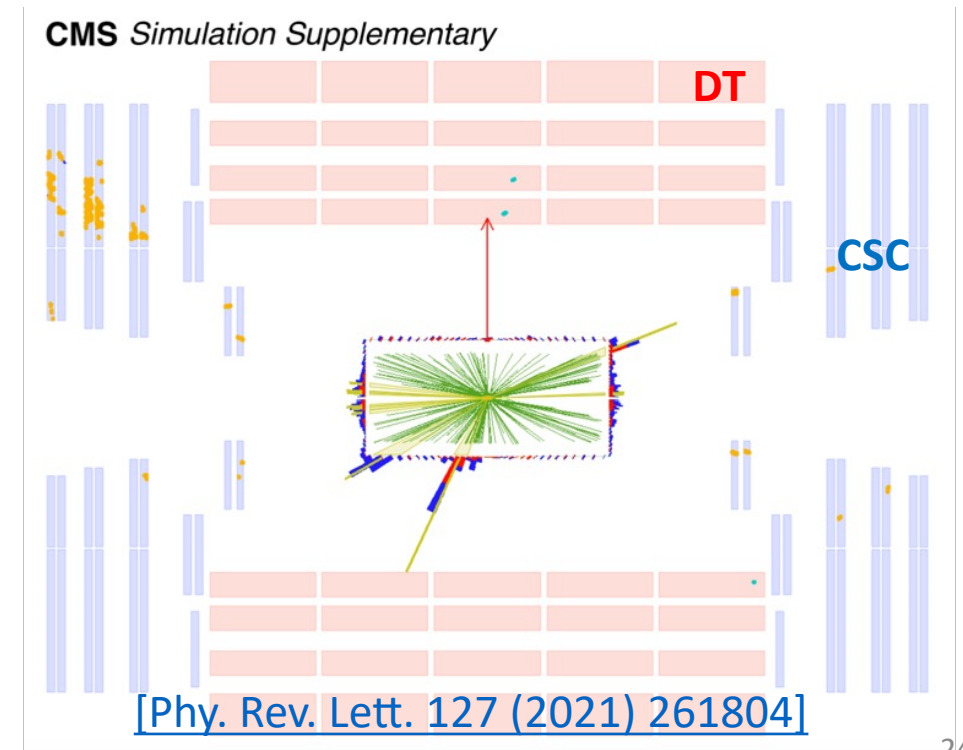 CMS Simulation Supplementary
DT
CSC
[Phy. Rev. Lett. 127 (2021) 261804]